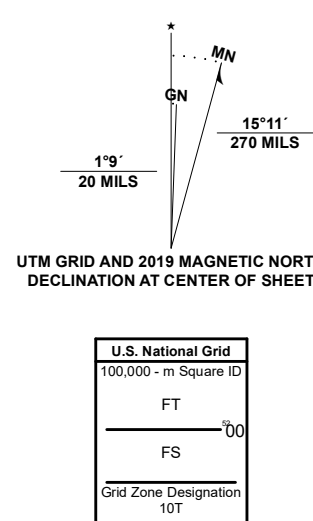 ★
MN
GN
15°11´
270 MILS
1°9´
20 MILS
UTM GRID AND 2019 MAGNETIC NORT
DECLINATION AT CENTER OF SHEET
U.S. National Grid
100,000 - m Square ID
FT
5200
FS
Grid Zone Designation
10T